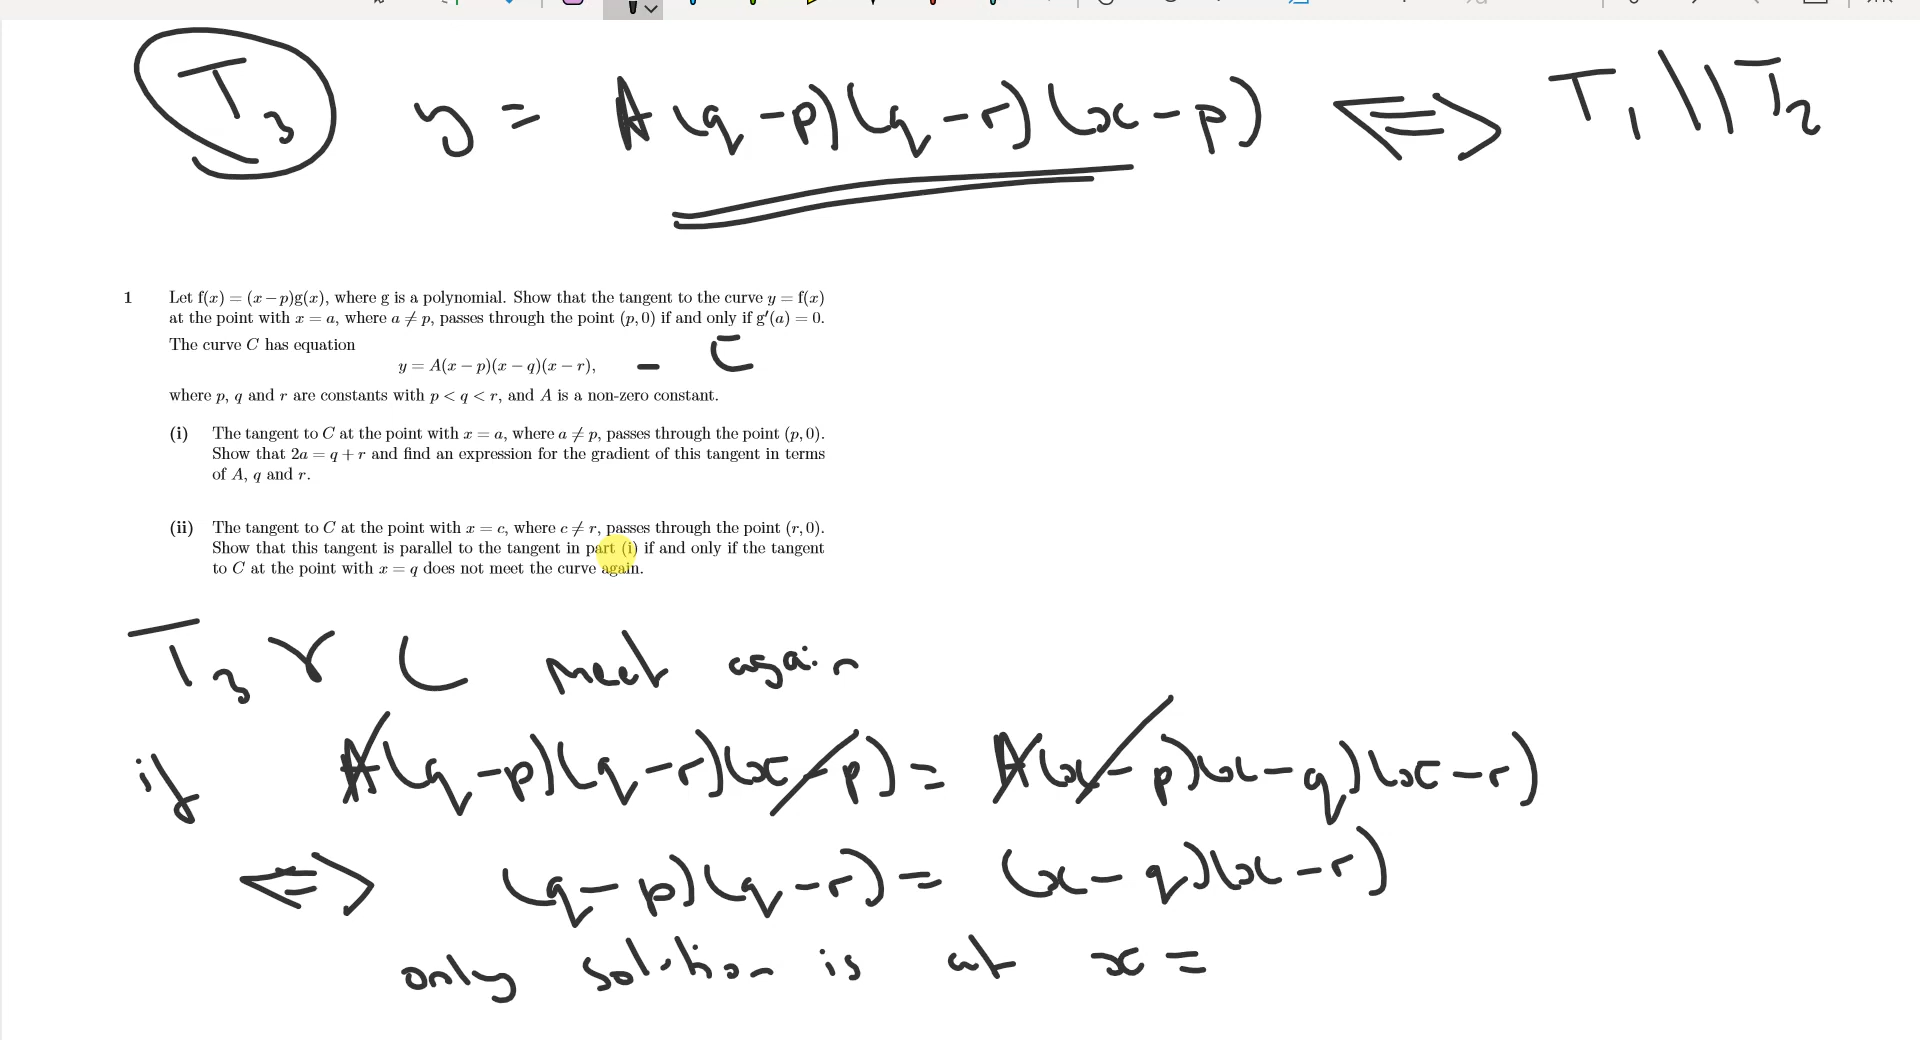 T₃ y = A(q-p)(q-r)(x-p) ⟺ T₁ \\ T₂
1 Let f(x) = (x−p)g(x), where g is a polynomial. Show that the tangent to the curve y = f(x)
at the point with x = a, where a ≠ p, passes through the point (p, 0) if and only if g′(a) = 0.
The curve C has equation
y = A(x − p)(x − q)(x − r), - C
where p, q and r are constants with p < q < r, and A is a non-zero constant.
(i) The tangent to C at the point with x = a, where a ≠ p, passes through the point (p, 0).
Show that 2a = q + r and find an expression for the gradient of this tangent in terms
of A, q and r.
(ii) The tangent to C at the point with x = c, where c ≠ r, passes through the point (r, 0).
Show that this tangent is parallel to the tangent in part (i) if and only if the tangent
to C at the point with x = q does not meet the curve again.
T₃ & C meet again
if A(q-p)(q-r)(x-p) = A(x-p)(x-q)(x-r)
⟺ (q-p)(q-r) = (x-q)(x-r)
only solution is at x =